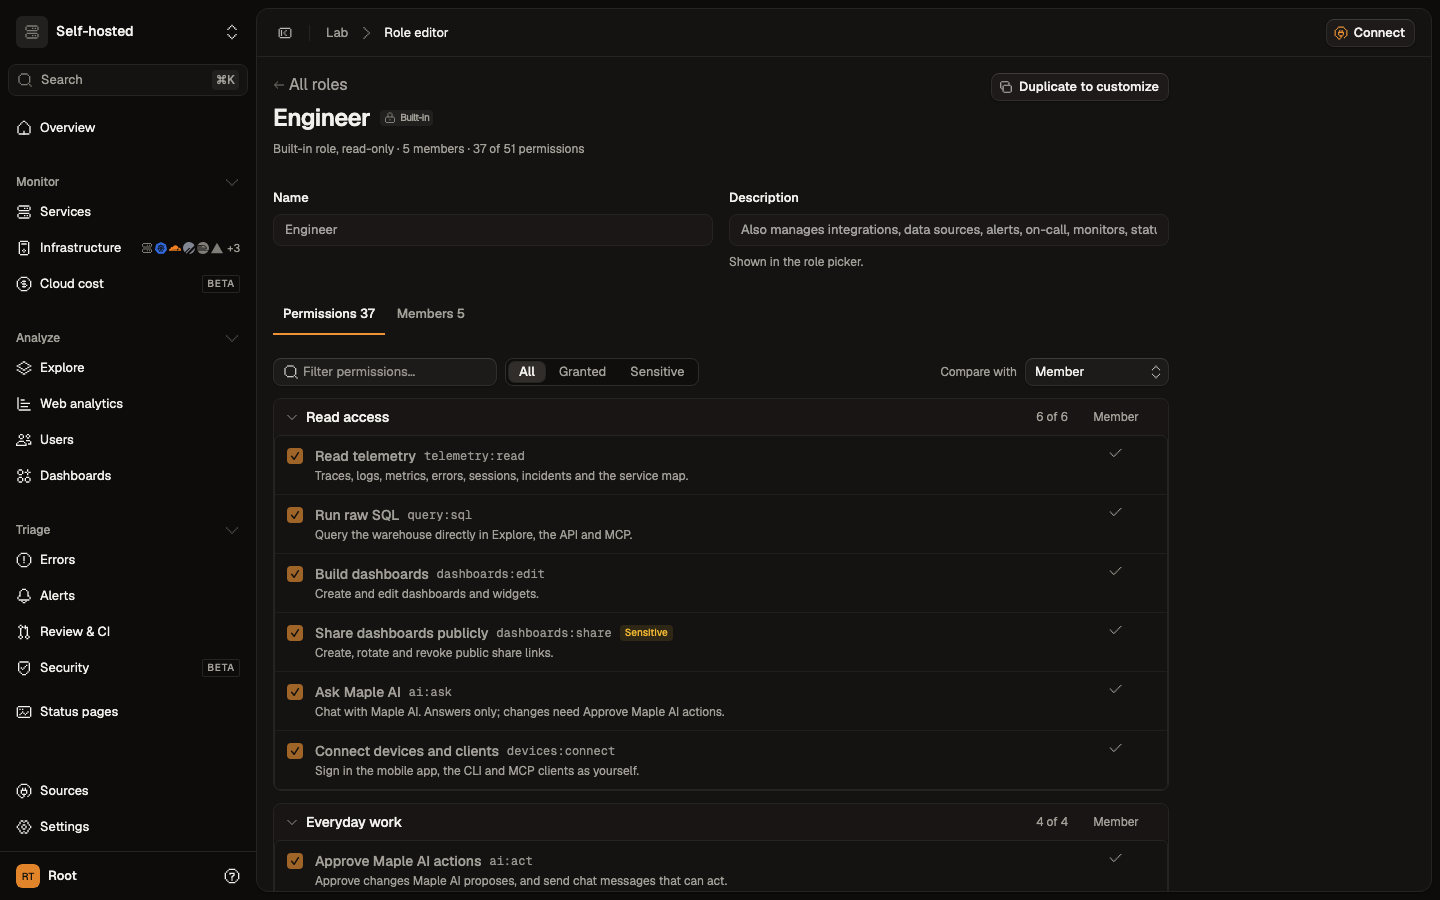 Self-hosted
Search ⌘K
Overview
Monitor
Services
Infrastructure +3
Cloud cost BETA
Analyze
Explore
Web analytics
Users
Dashboards
Triage
Errors
Alerts
Review & CI
Security BETA
Status pages
Sources
Settings
RT Root
Lab Role editor
Connect
← All roles
Duplicate to customize
Engineer Built-in
Built-in role, read-only · 5 members · 37 of 51 permissions
Name
Engineer
Description
Also manages integrations, data sources, alerts, on-call, monitors, statu
Shown in the role picker.
Permissions 37 Members 5
Filter permissions... All Granted Sensitive Compare with Member
Read access 6 of 6 Member
Read telemetry telemetry:read
Traces, logs, metrics, errors, sessions, incidents and the service map.
Run raw SQL query:sql
Query the warehouse directly in Explore, the API and MCP.
Build dashboards dashboards:edit
Create and edit dashboards and widgets.
Share dashboards publicly dashboards:share Sensitive
Create, rotate and revoke public share links.
Ask Maple AI ai:ask
Chat with Maple AI. Answers only; changes need Approve Maple AI actions.
Connect devices and clients devices:connect
Sign in the mobile app, the CLI and MCP clients as yourself.
Everyday work 4 of 4 Member
Approve Maple AI actions ai:act
Approve changes Maple AI proposes, and send chat messages that can act.